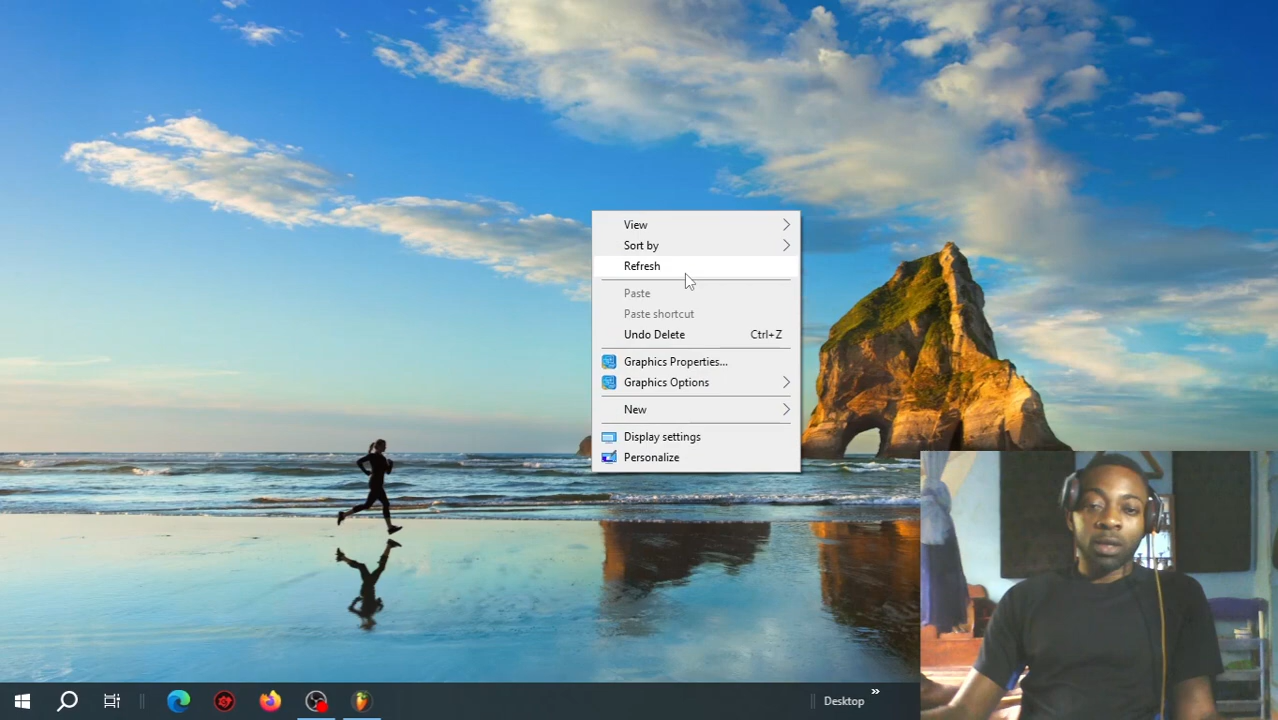 View
Sort by
Refresh
Paste
Paste shortcut
Undo Delete Ctrl+Z
Graphics Properties...
Graphics Options
New
Display settings
Personalize
Desktop